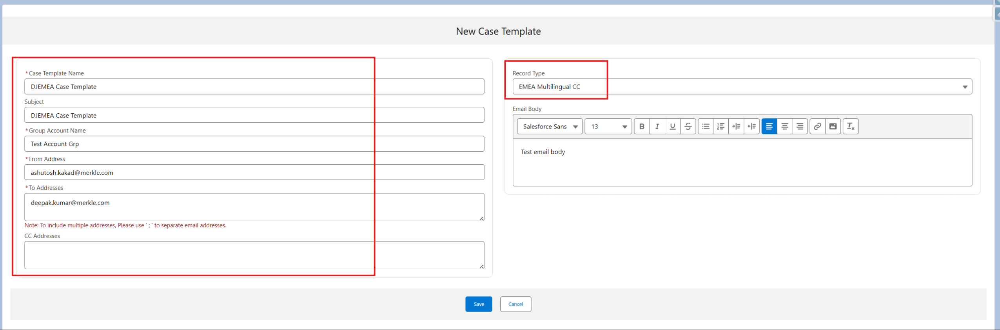 New Case Template
*Case Template Name
DJEMEA Case Template
Subject
DJEMEA Case Template
*Group Account Name
Test Account Grp
*From Address
ashutosh.kakad@merkle.com
*To Addresses
deepak.kumar@merkle.com
Note: To include multiple addresses, Please use ' ; ' to separate email addresses.
CC Addresses
Record Type
EMEA Multilingual CC
Email Body
Salesforce Sans 13
Test email body
Save Cancel